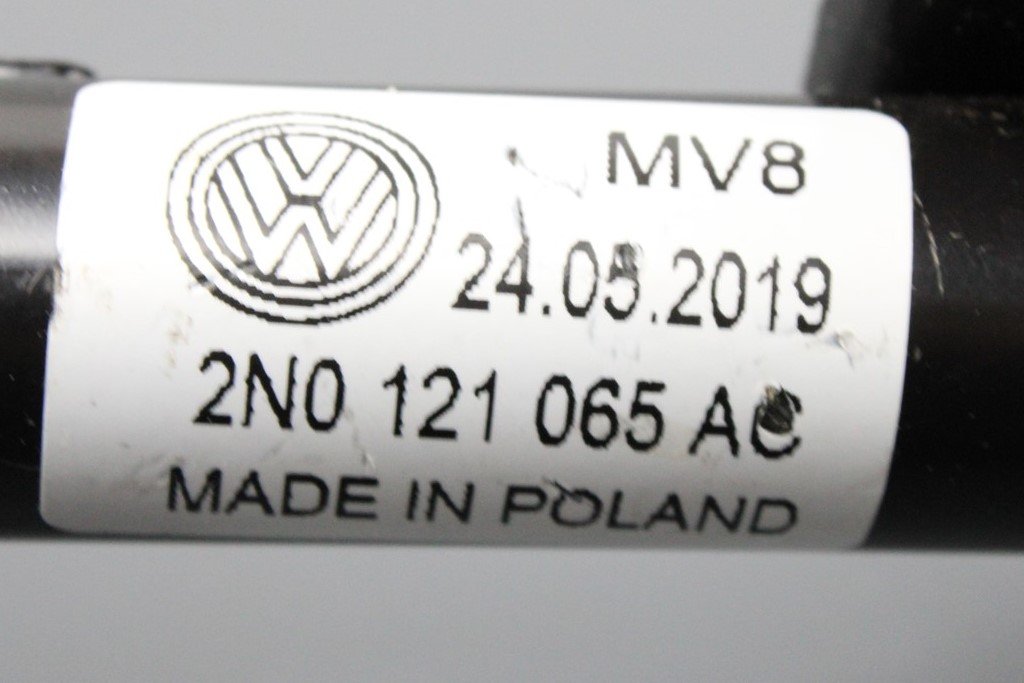 MV8
24.05.2019
2N0 121 065 AC
MADE IN POLAND